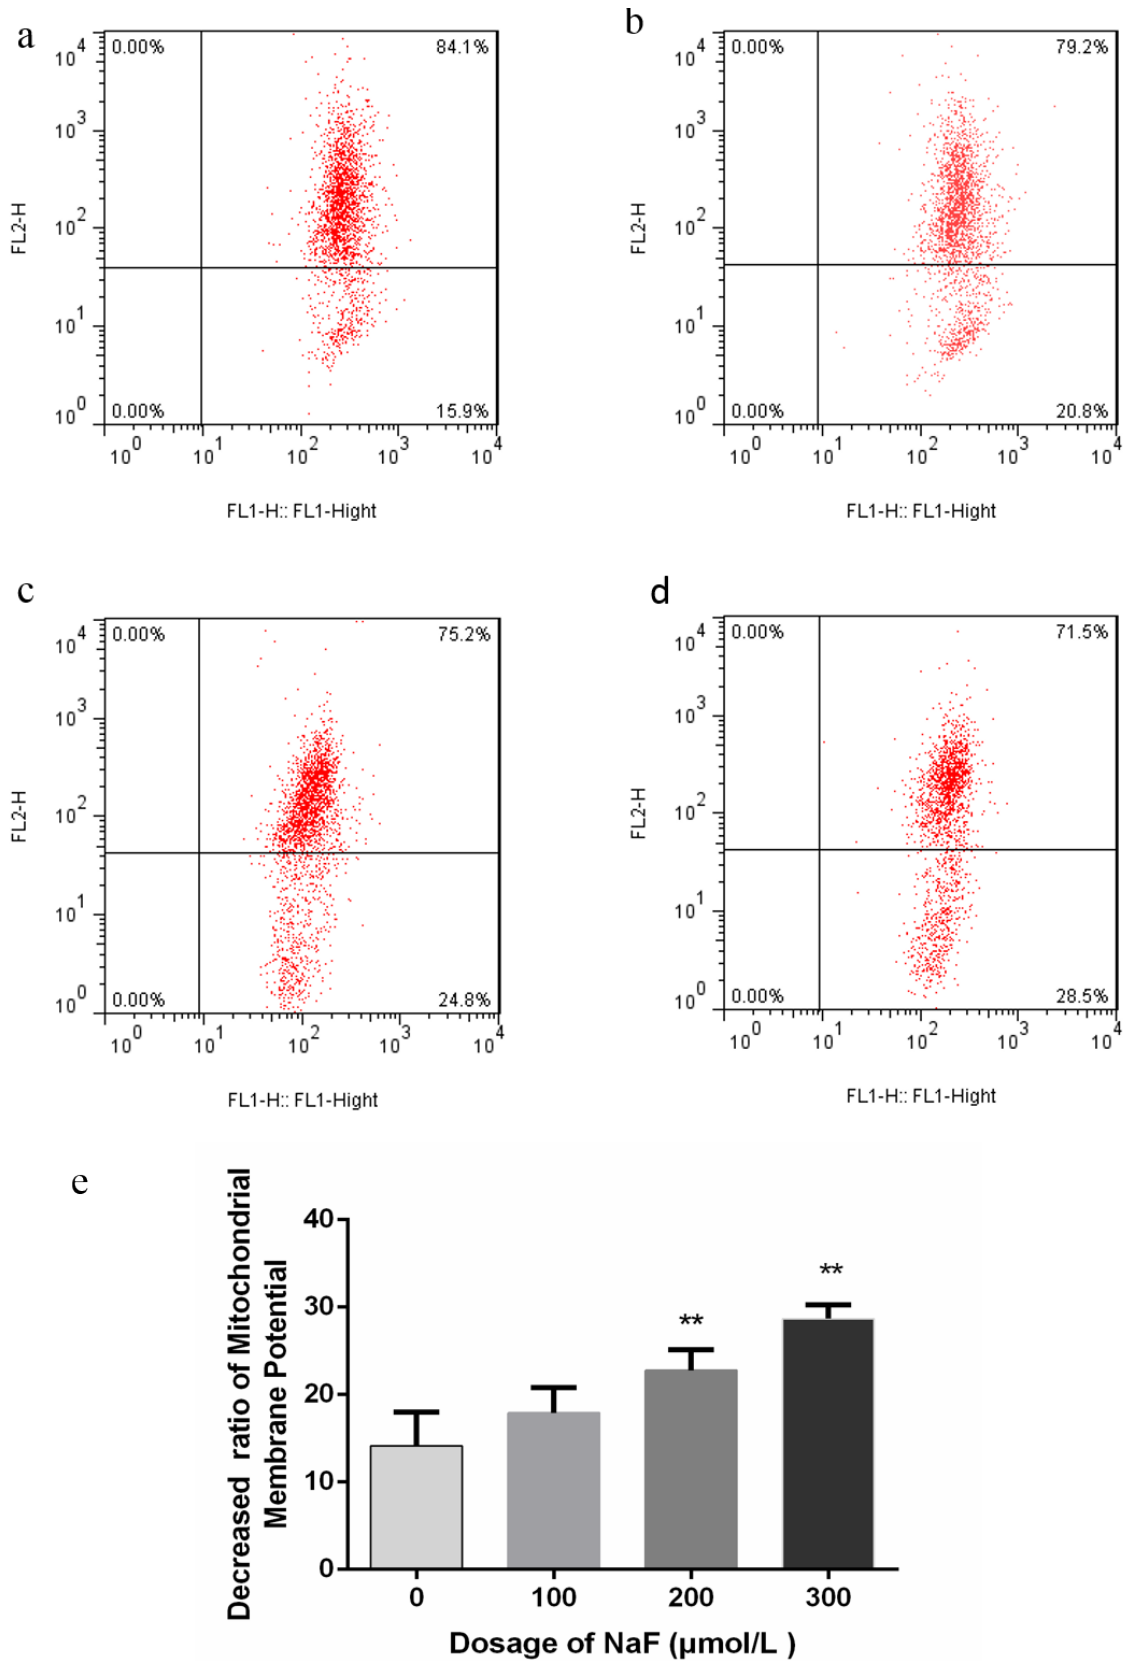 a
0.00% 84.1%
10^4
10^3
FL2-H
10^2
10^1
10^0
0.00% 15.9%
10^0 10^1 10^2 10^3 10^4
FL1-H:: FL1-Hight
b
0.00% 79.2%
10^4
10^3
FL2-H
10^2
10^1
10^0
0.00% 20.8%
10^0 10^1 10^2 10^3 10^4
FL1-H:: FL1-Hight
c
0.00% 75.2%
10^4
10^3
FL2-H
10^2
10^1
10^0
0.00% 24.8%
10^0 10^1 10^2 10^3 10^4
FL1-H:: FL1-Hight
d
0.00% 71.5%
10^4
10^3
FL2-H
10^2
10^1
10^0
0.00% 28.5%
10^0 10^1 10^2 10^3 10^4
FL1-H:: FL1-Hight
e
Decreased ratio of Mitochondrial
Membrane Potential
40
30
20
10
0
**
**
0 100 200 300
Dosage of NaF (μmol/L )